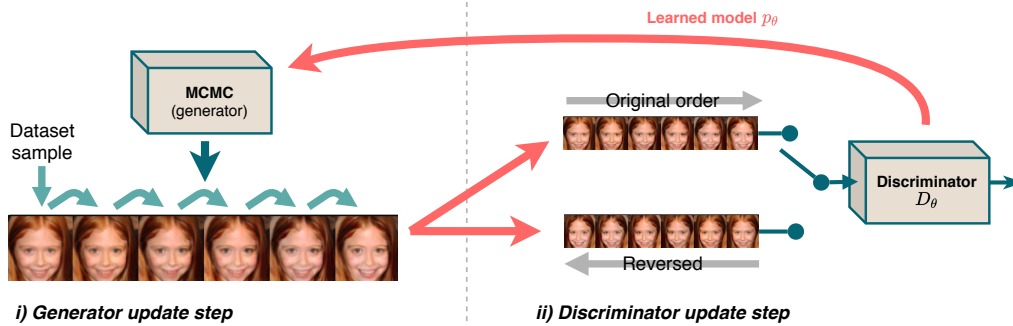 Learned model pθ
MCMC
(generator)
Dataset
sample
Original order
Discriminator
Dθ
Reversed
i) Generator update step
ii) Discriminator update step